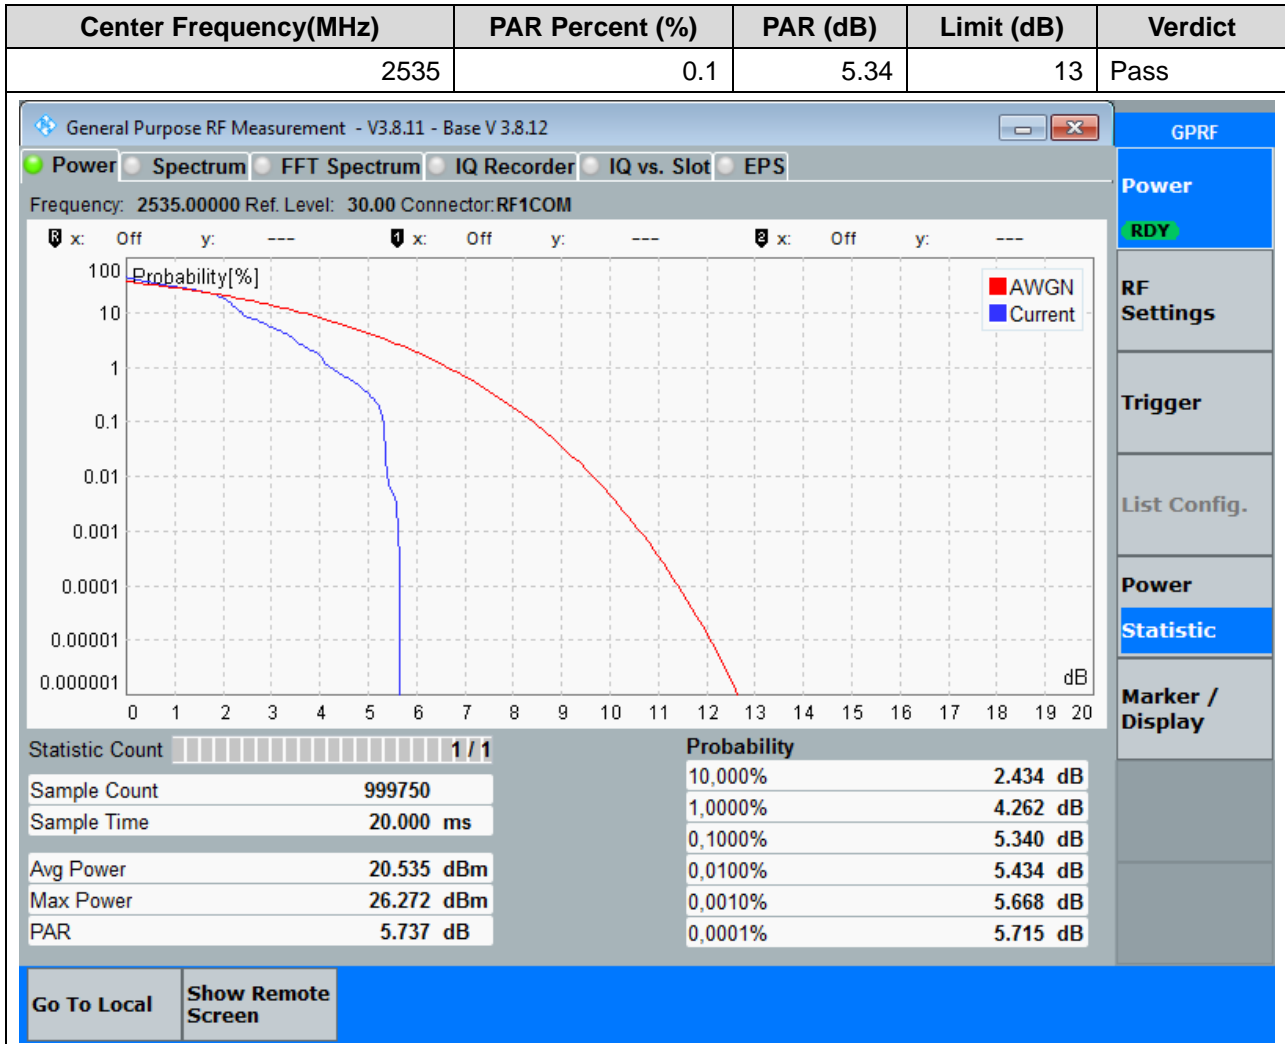 Center Frequency(MHz) PAR Percent (%) PAR (dB) Limit (dB) Verdict
2535 0.1 5.34 13 Pass
General Purpose RF Measurement - V3.8.11 - Base V 3.8.12
GPRF
Power Spectrum FFT Spectrum IQ Recorder IQ vs. Slot EPS
Frequency: 2535.00000 Ref. Level: 30.00 Connector: RF1COM
R x: Off y: --- 1 x: Off y: --- 2 x: Off y: ---
Probability[%]
AWGN
Current
100
10
1
0.1
0.01
0.001
0.0001
0.00001
0.000001
dB
0 1 2 3 4 5 6 7 8 9 10 11 12 13 14 15 16 17 18 19 20
Statistic Count 1 / 1
Sample Count 999750
Sample Time 20.000 ms
Avg Power 20.535 dBm
Max Power 26.272 dBm
PAR 5.737 dB
Probability
10,000% 2.434 dB
1,0000% 4.262 dB
0,1000% 5.340 dB
0,0100% 5.434 dB
0,0010% 5.668 dB
0,0001% 5.715 dB
Power
RDY
RF
Settings
Trigger
List Config.
Power
Statistic
Marker /
Display
Go To Local
Show Remote
Screen